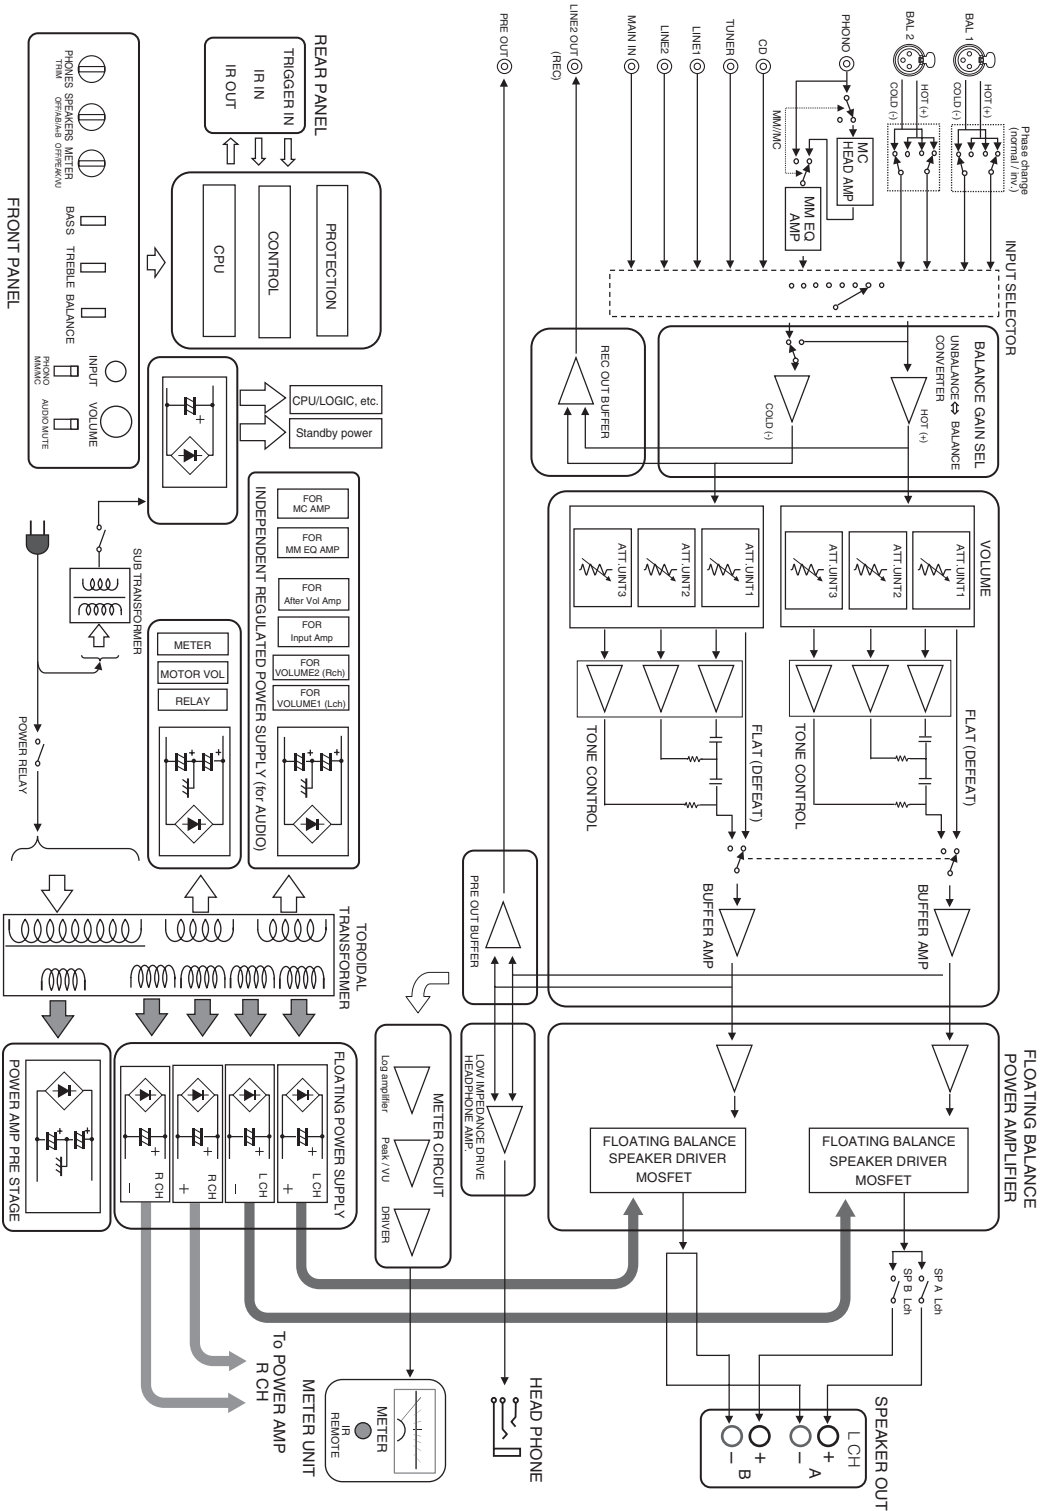 BAL 1
HOT (+)
COLD (-)
BAL 2
HOT (+)
COLD (-)
Phase change
(normal / inv.)
PHONO
MC
HEAD AMP
MM//MC
MM EQ
AMP
CD
TUNER
LINE1
LINE2
MAIN IN
LINE2 OUT
(REC)
PRE OUT
INPUT SELECTOR
BALANCE GAIN SEL
UNBALANCE⇔ BALANCE
CONVERTER
HOT (+)
COLD (-)
REC OUT BUFFER
VOLUME
ATT.UINT1
ATT.UINT2
ATT.UINT3
ATT.UINT1
ATT.UINT2
ATT.UINT3
FLAT (DEFEAT)
TONE CONTROL
FLAT (DEFEAT)
TONE CONTROL
BUFFER AMP
BUFFER AMP
PRE OUT BUFFER
FLOATING BALANCE
POWER AMPLIFIER
FLOATING BALANCE
SPEAKER DRIVER
MOSFET
FLOATING BALANCE
SPEAKER DRIVER
MOSFET
SP A Lch
SP B Lch
SPEAKER OUT
L CH
+
A
−
+
B
−
LOW IMPEDANCE DRIVE
HEADPHONE AMP.
HEAD PHONE
METER CIRCUIT
Log amplifier
Peak / VU
DRIVER
METER
IR
REMOTE
METER UNIT
To POWER AMP
R CH
REAR PANEL
TRIGGER IN
IR IN
IR OUT
PROTECTION
CONTROL
CPU
PHONES
TRIM
SPEAKERS
OFF/A/B/A+B
METER
OFF/PEAK/VU
BASS
TREBLE
BALANCE
INPUT
PHONO
MM/MC
VOLUME
AUDIO MUTE
FRONT PANEL
CPU/LOGIC, etc.
Standby power
+
INDEPENDENT REGULATED POWER SUPPLY (for AUDIO)
FOR
MC AMP
FOR
MM EQ AMP
FOR
After Vol Amp
FOR
Input Amp
FOR
VOLUME2 (Rch)
FOR
VOLUME1 (Lch)
+
+
METER
MOTOR VOL
RELAY
+
+
SUB TRANSFORMER
POWER RELAY
TOROIDAL
TRANSFORMER
FLOATING POWER SUPPLY
L CH
+
+
L CH
−
+
R CH
+
+
R CH
−
+
POWER AMP PRE STAGE
+
+